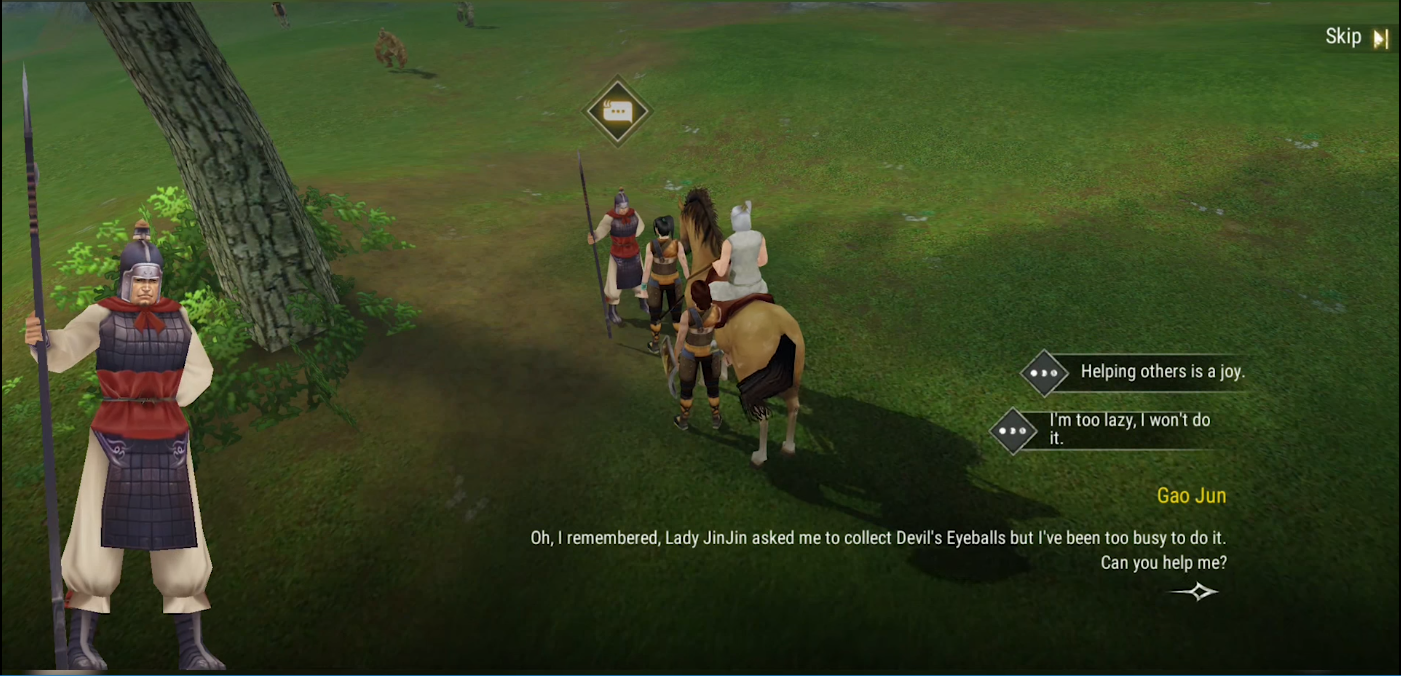 Skip
Helping others is a joy.
I'm too lazy, I won't do
it.
Gao Jun
Oh, I remembered, Lady JinJin asked me to collect Devil's Eyeballs but I've been too busy to do it.
Can you help me?